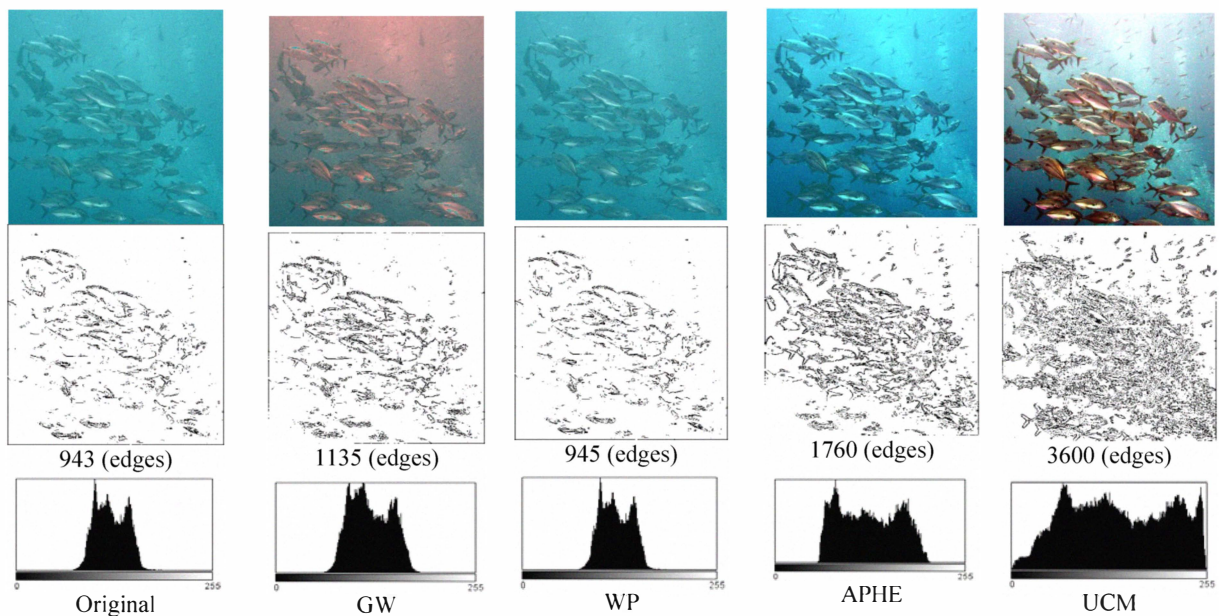 943 (edges)
1135 (edges)
945 (edges)
1760 (edges)
3600 (edges)
0 255
0 255
0 255
0 255
0 255
Original
GW
WP
APHE
UCM